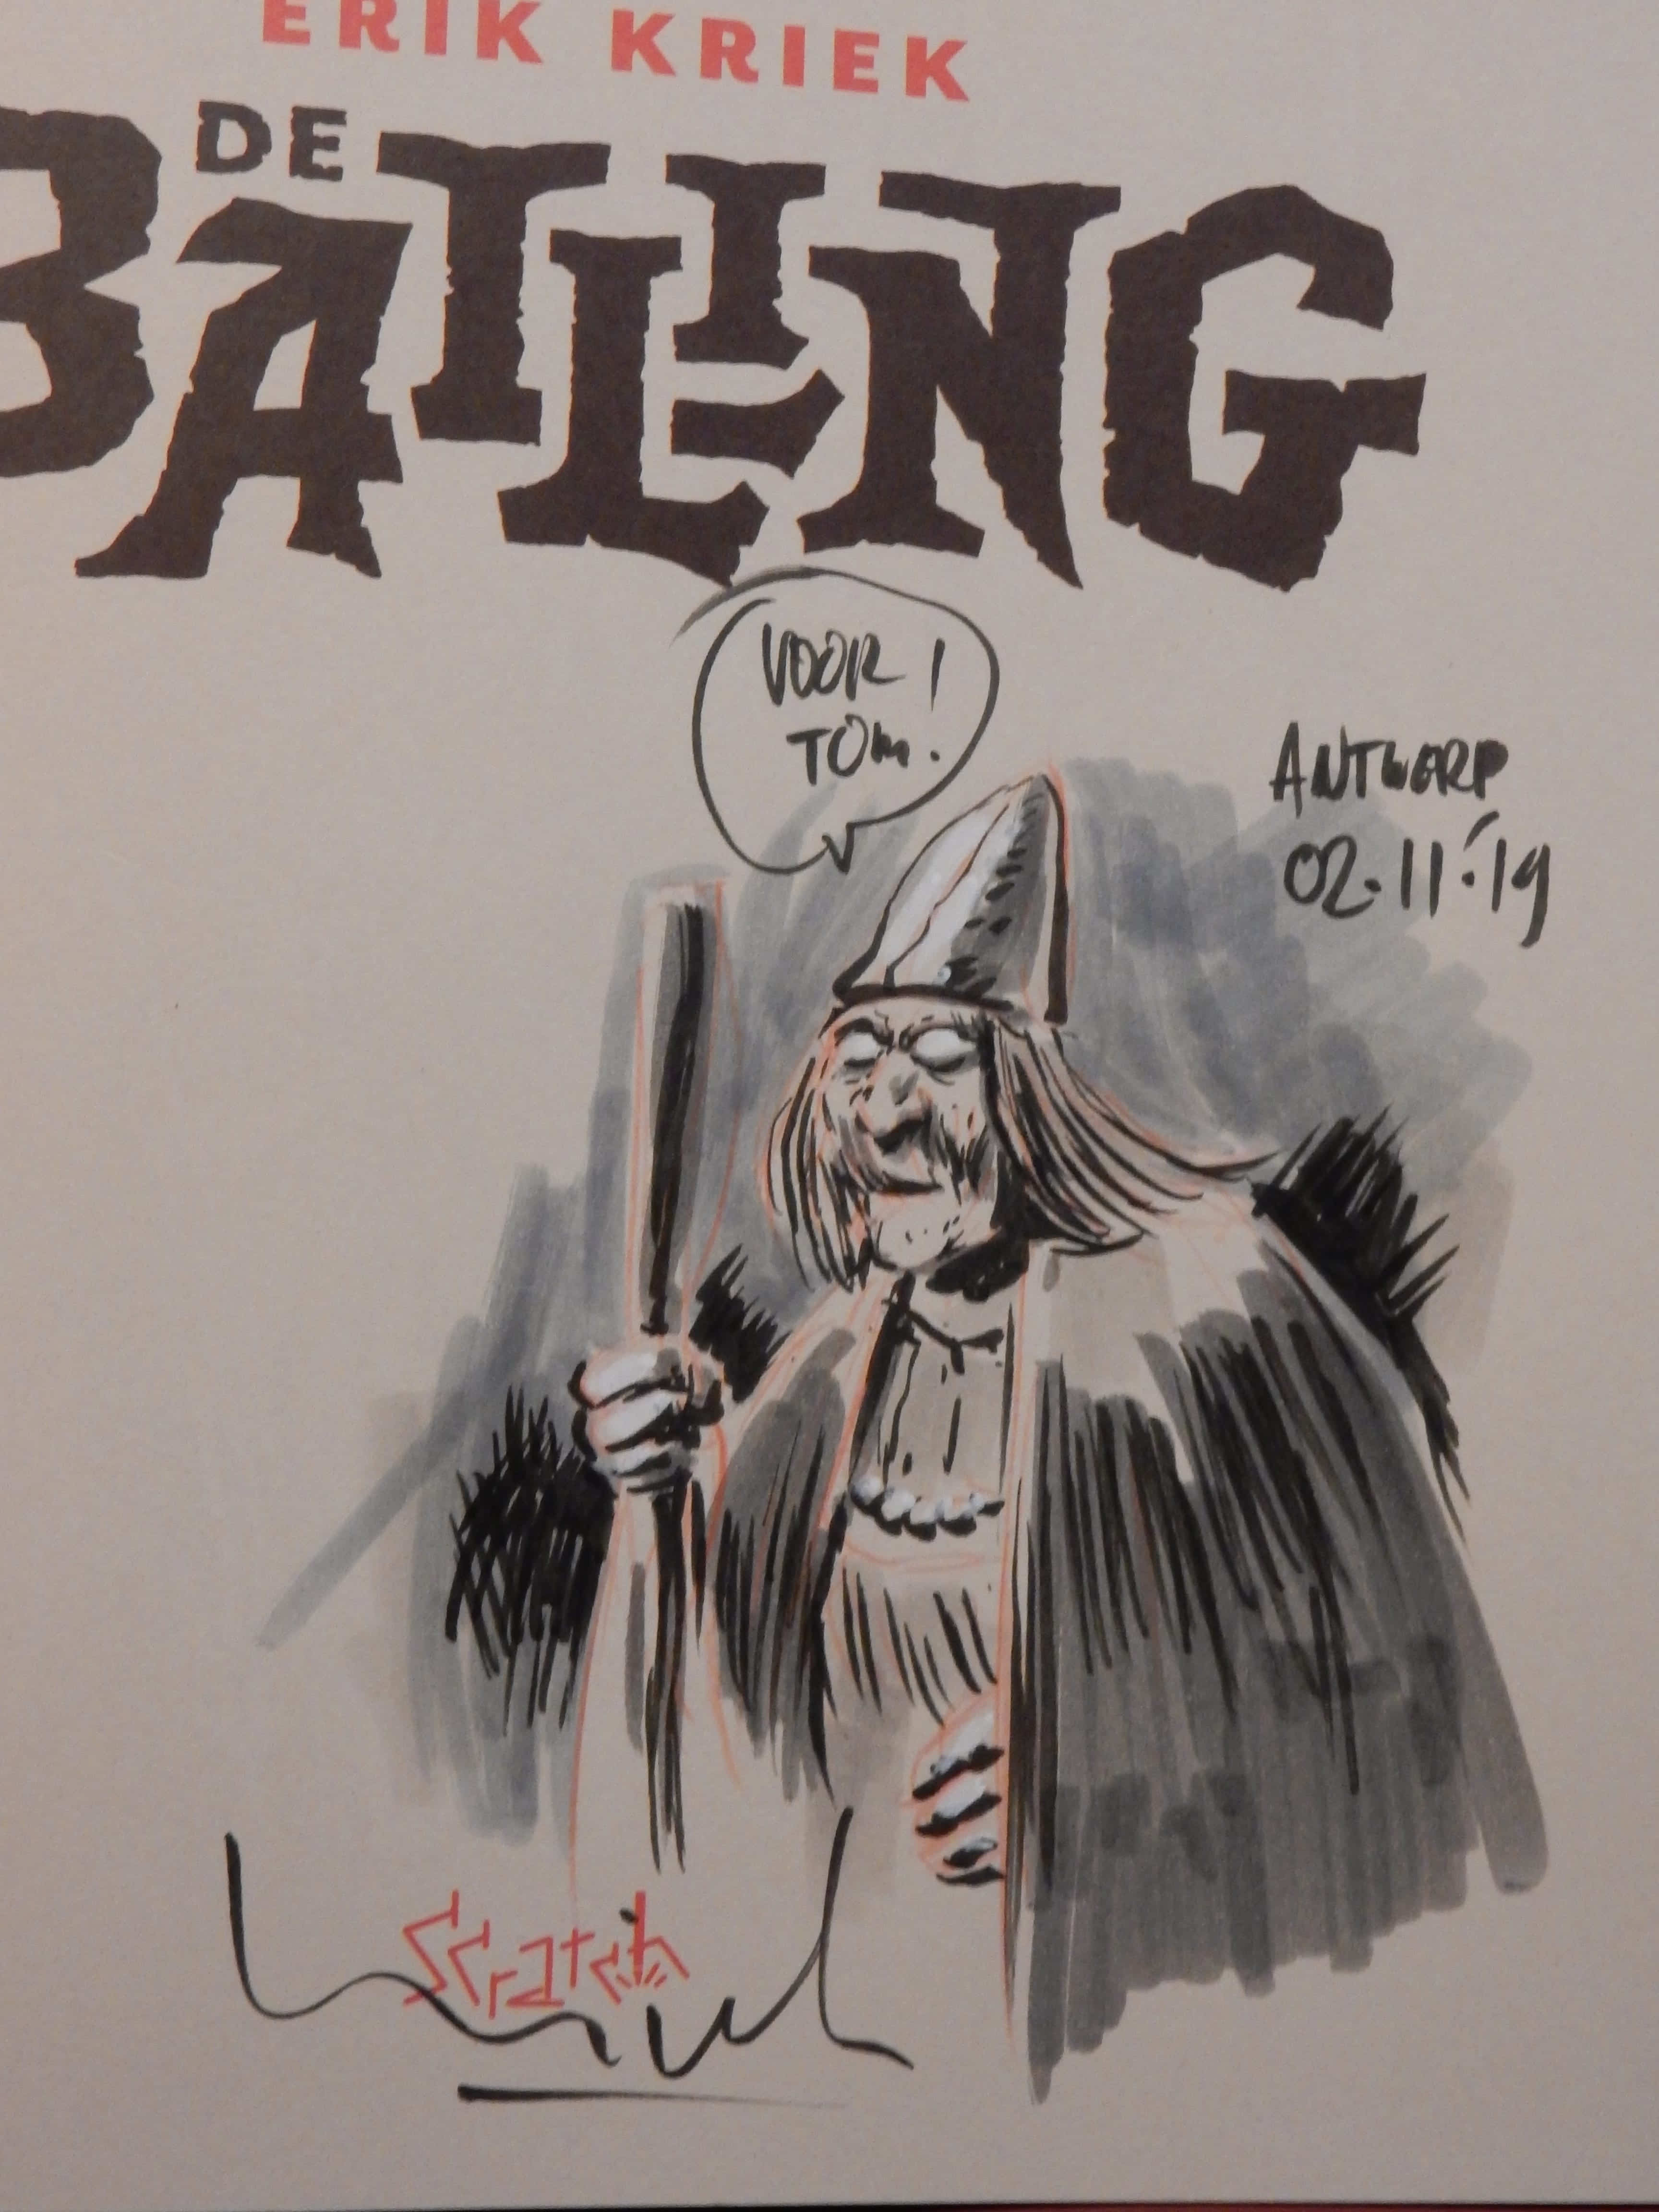 ERIK KRIEK
DE
BALLING
VOOR
TOM!
ANTWERP
02.11.'19
Scratch